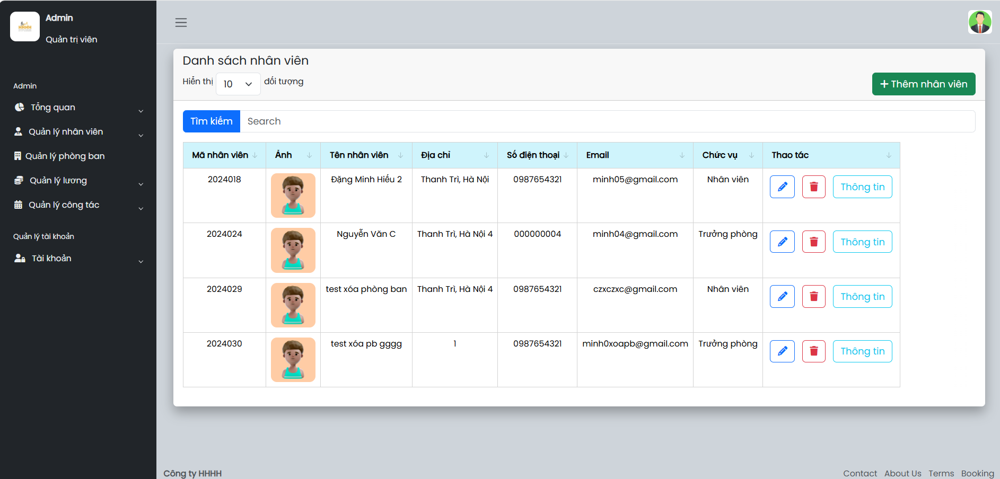 HHHH
Admin
Quản trị viên
Admin
Tổng quan
Quản lý nhân viên
Quản lý phòng ban
Quản lý lương
Quản lý công tác
Quản lý tài khoản
Tài khoản
Danh sách nhân viên
Hiển thị 10 đối tượng
Thêm nhân viên
Tìm kiếm Search
Mã nhân viên Ảnh Tên nhân viên Địa chỉ Số điện thoại Email Chức vụ Thao tác
2024018 Đặng Minh Hiếu 2 Thanh Trì, Hà Nội 0987654321 minh05@gmail.com Nhân viên Thông tin
2024024 Nguyễn Văn C Thanh Trì, Hà Nội 4 000000004 minh04@gmail.com Trưởng phòng Thông tin
2024029 test xóa phòng ban Thanh Trì, Hà Nội 4 0987654321 czxczxc@gmail.com Nhân viên Thông tin
2024030 test xóa pb gggg 1 0987654321 minh0xoapb@gmail.com Trưởng phòng Thông tin
Công ty HHHH Contact About Us Terms Booking